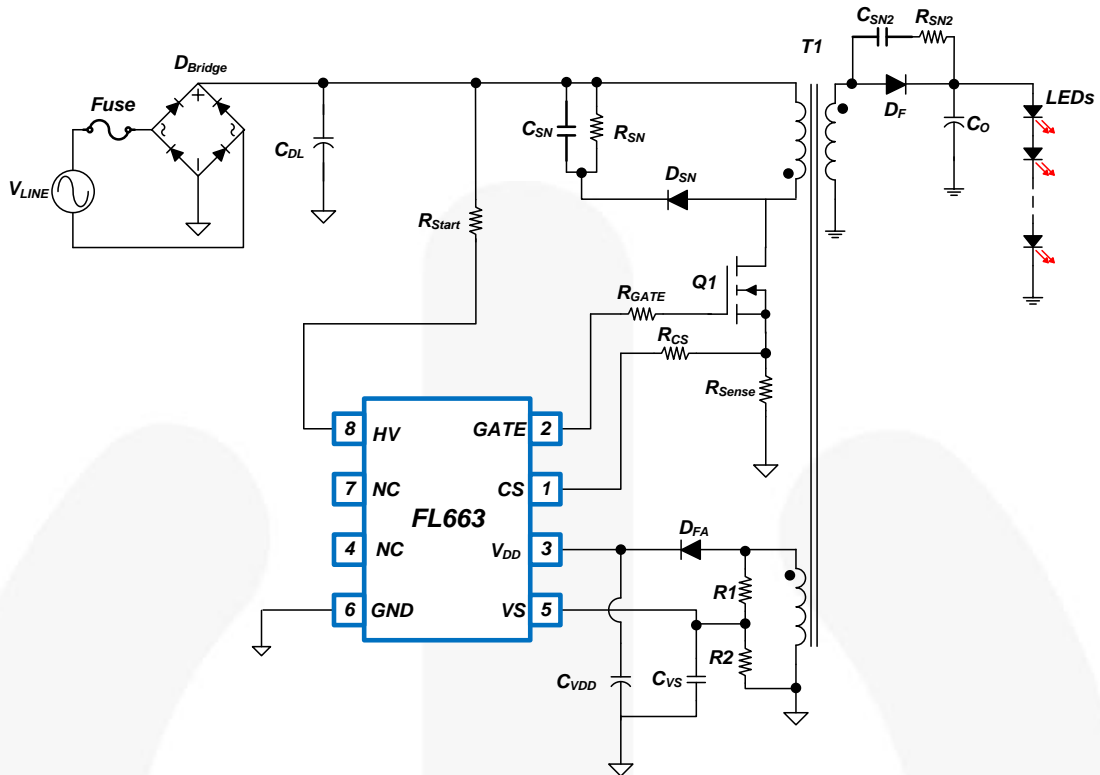 CSN2
RSN2
T1
DBridge
Fuse
+
LEDs
CSN
RSN
DF
CO
CDL
DSN
VLINE
RStart
Q1
RGATE
RCS
RSense
8 HV
GATE 2
7 NC
CS 1
FL663
4 NC
VDD 3
DFA
6 GND
VS 5
R1
R2
CVDD
CVS